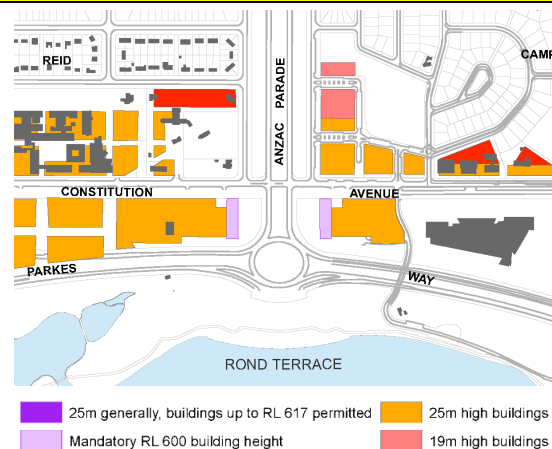 REID
CAMP
ANZAC PARADE
CONSTITUTION
AVENUE
PARKES
WAY
ROND TERRACE
25m generally, buildings up to RL 617 permitted
25m high buildings
Mandatory RL 600 building height
19m high buildings